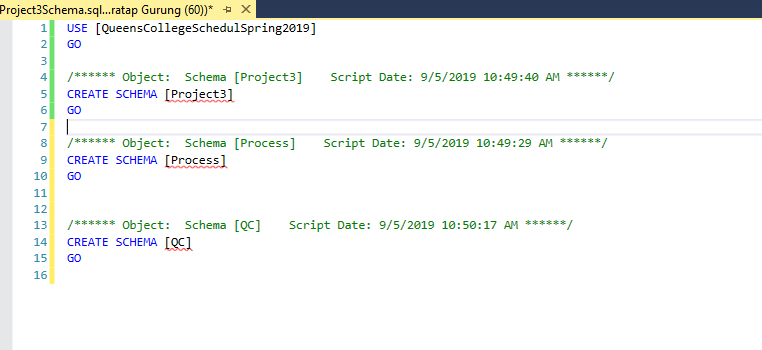 Project3Schema.sql...ratap Gurung (60))*
1 USE [QueensCollegeSchedulSpring2019]
2 GO
3
4 /****** Object:  Schema [Project3]    Script Date: 9/5/2019 10:49:40 AM ******/
5 CREATE SCHEMA [Project3]
6 GO
7
8 /****** Object:  Schema [Process]    Script Date: 9/5/2019 10:49:29 AM ******/
9 CREATE SCHEMA [Process]
10 GO
11
12
13 /****** Object:  Schema [QC]    Script Date: 9/5/2019 10:50:17 AM ******/
14 CREATE SCHEMA [QC]
15 GO
16